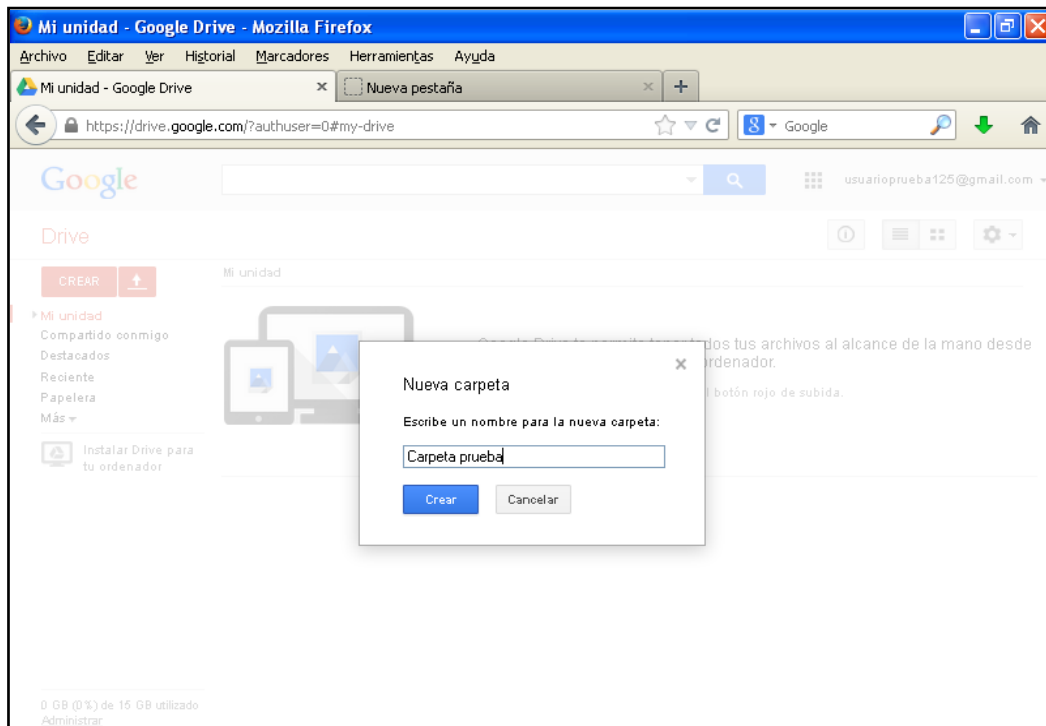 Mi unidad - Google Drive - Mozilla Firefox
Archivo Editar Ver Historial Marcadores Herramientas Ayuda
Mi unidad - Google Drive Nueva pestaña
https://drive.google.com/?authuser=0#my-drive Google
Google usuarioprueba125@gmail.com
Drive
CREAR Mi unidad
Mi unidad
Compartido conmigo
Destacados
Reciente
Papelera
Más
Instalar Drive para
tu ordenador
dos tus archivos al alcance de la mano desde
botón rojo de subida.
Nueva carpeta
Escribe un nombre para la nueva carpeta:
Carpeta prueba
Crear Cancelar
0 GB (0 %) de 15 GB utilizado
Administrar